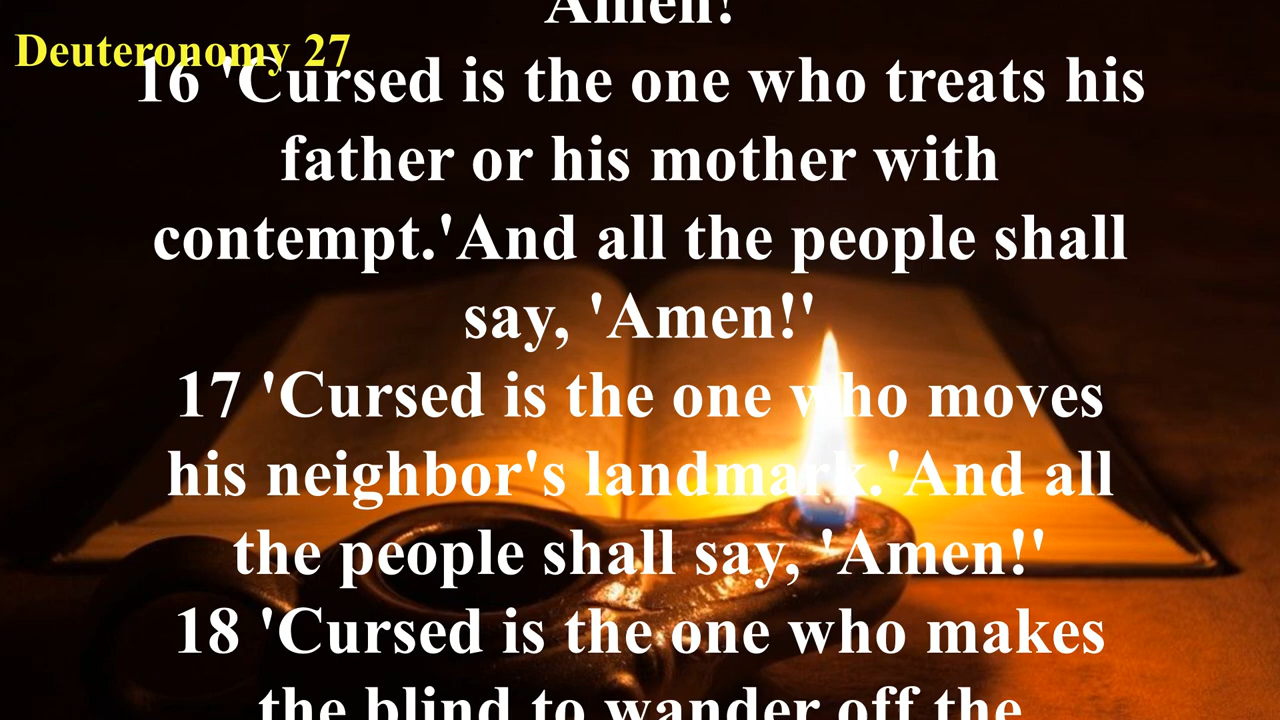 Amen!'
Deuteronomy 27
16 'Cursed is the one who treats his
father or his mother with
contempt.'And all the people shall
say, 'Amen!'
17 'Cursed is the one who moves
his neighbor's landmark.'And all
the people shall say, 'Amen!'
18 'Cursed is the one who makes
the blind to wander off the